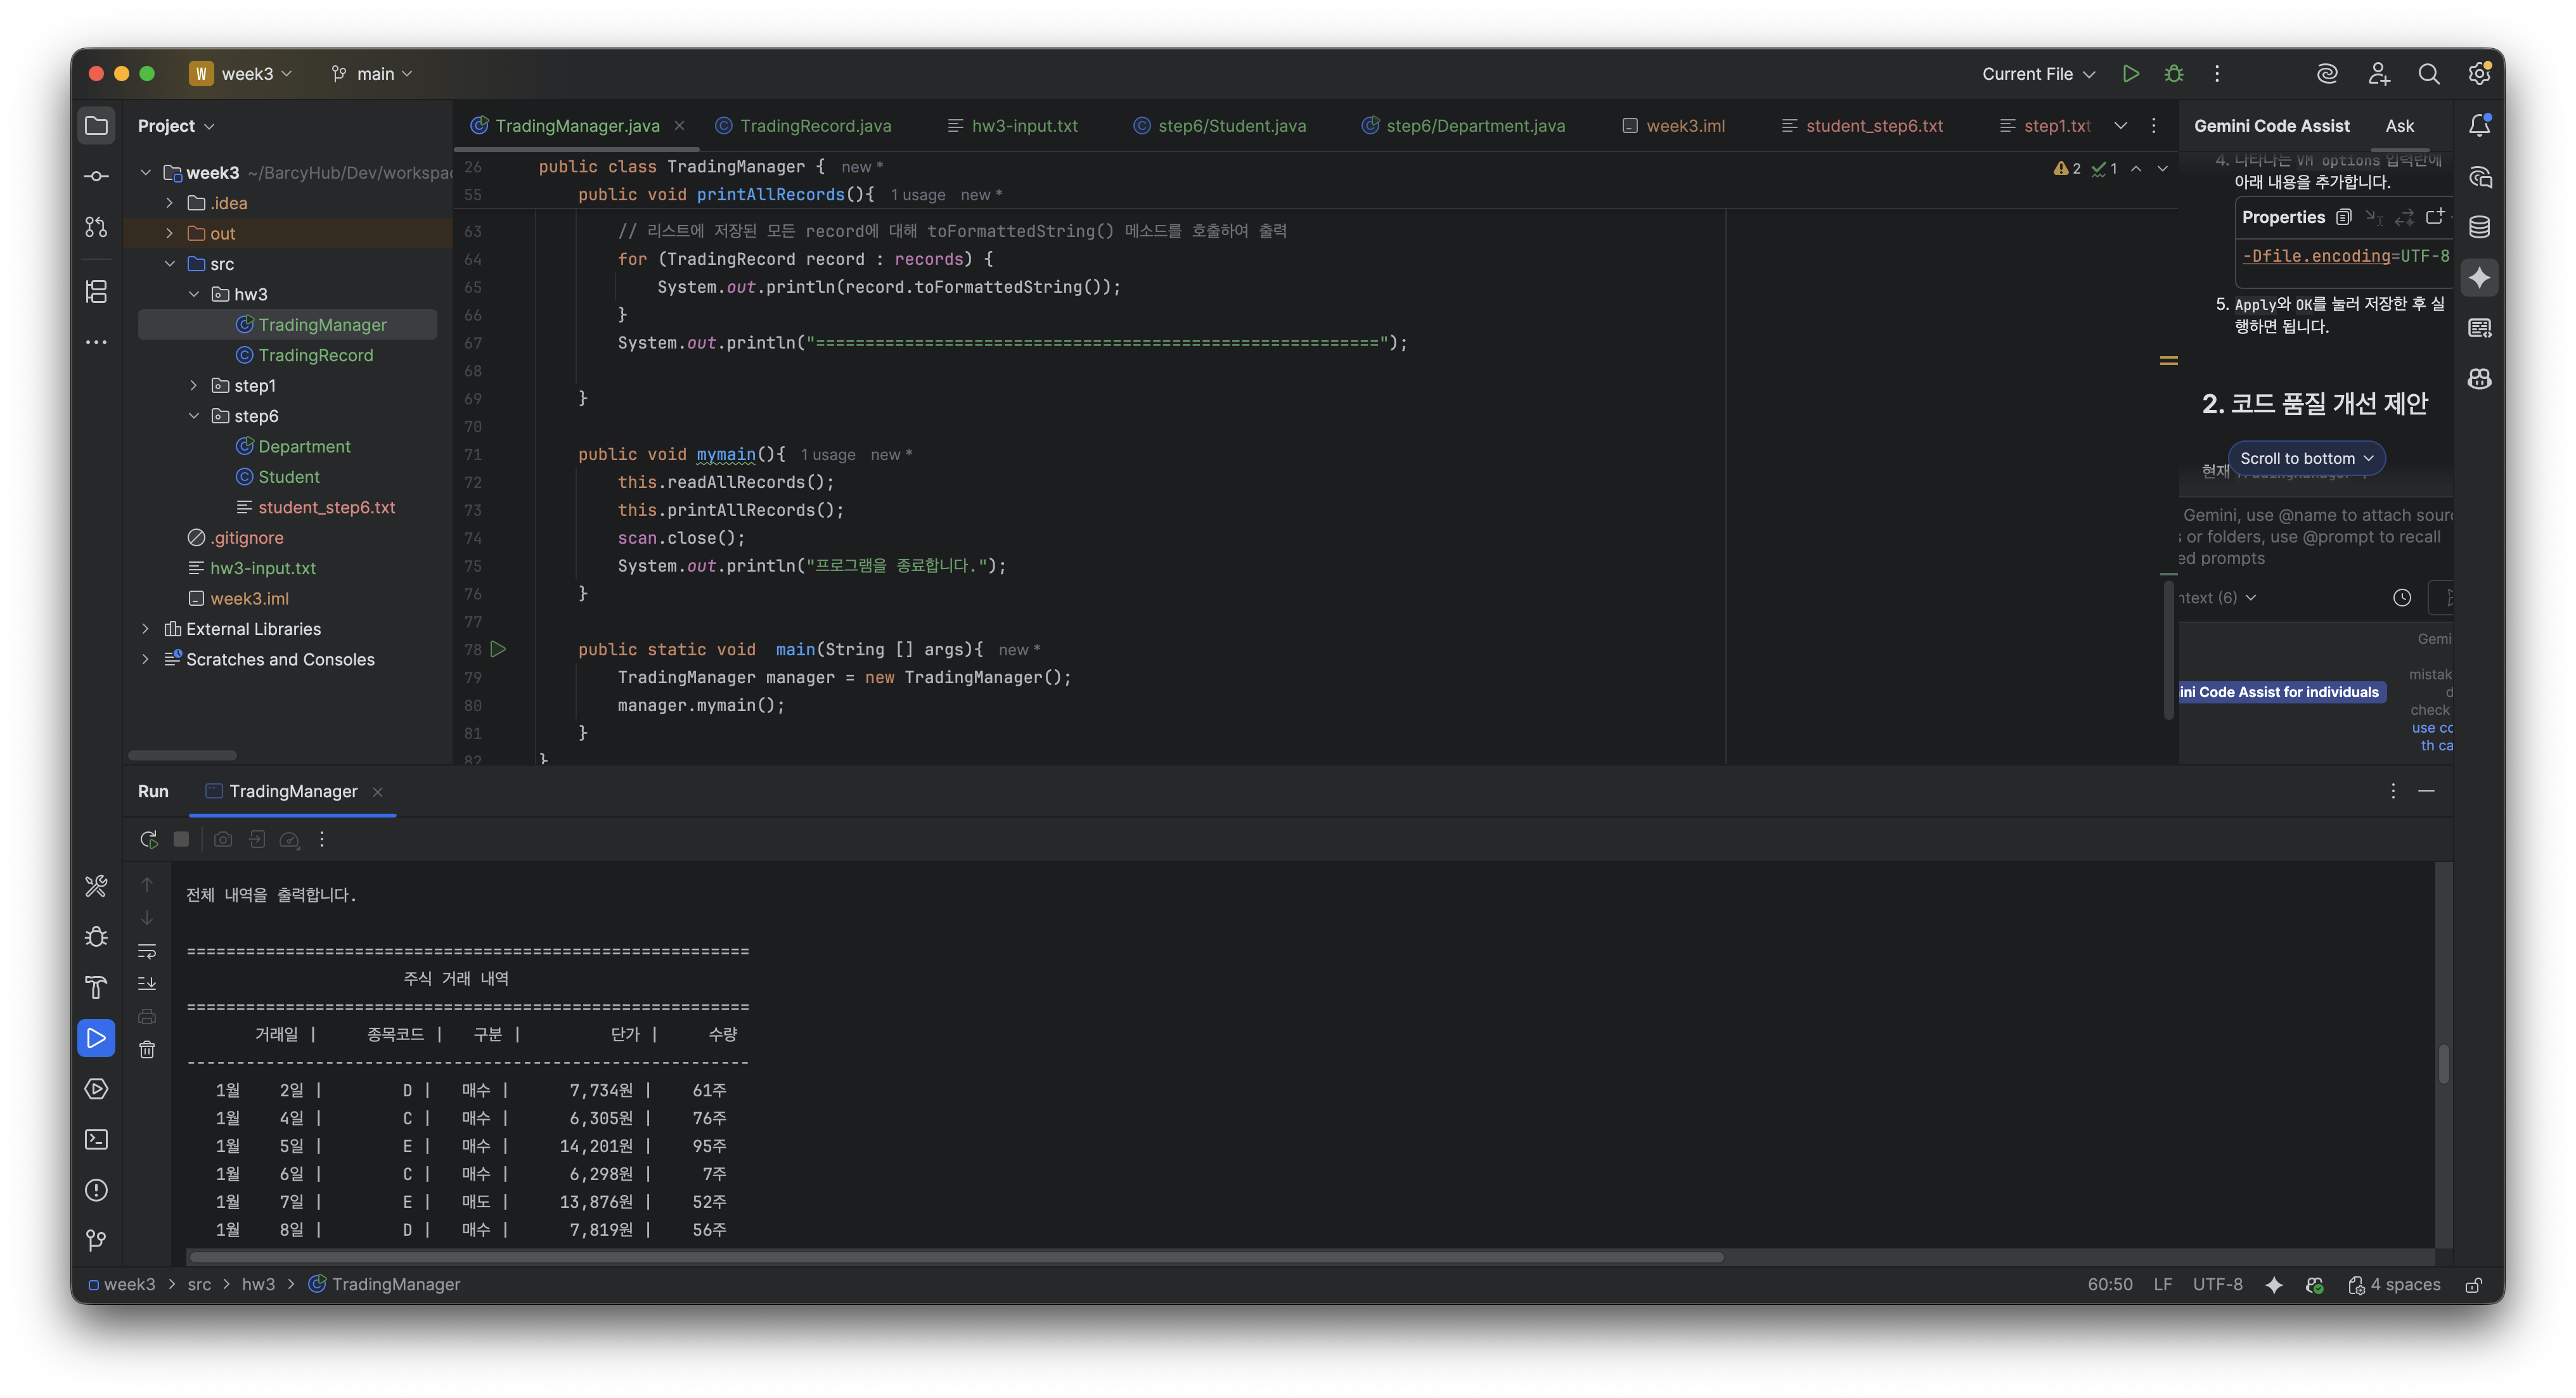 W week3 main Current File
Project
TradingManager.java TradingRecord.java hw3-input.txt step6/Student.java step6/Department.java week3.iml student_step6.txt step1.txt
Gemini Code Assist Ask
week3 ~/BarcyHub/Dev/workspac
.idea
out
src
hw3
TradingManager
TradingRecord
step1
step6
Department
Student
student_step6.txt
.gitignore
hw3-input.txt
week3.iml
External Libraries
Scratches and Consoles
26 public class TradingManager { new *
2 1
55 public void printAllRecords(){ 1 usage new *
63 // 리스트에 저장된 모든 record에 대해 toFormattedString() 메소드를 호출하여 출력
64 for (TradingRecord record : records) {
65 System.out.println(record.toFormattedString());
66 }
67 System.out.println("=========================================================");
68
69 }
70
71 public void mymain(){ 1 usage new *
72 this.readAllRecords();
73 this.printAllRecords();
74 scan.close();
75 System.out.println("프로그램을 종료합니다.");
76 }
77
78 public static void main(String [] args){ new *
79 TradingManager manager = new TradingManager();
80 manager.mymain();
81 }
82 }
4. 나타나는 VM options 입력란에
아래 내용을 추가합니다.
Properties
-Dfile.encoding=UTF-8
5. Apply와 OK를 눌러 저장한 후 실
행하면 됩니다.
2. 코드 품질 개선 제안
Scroll to bottom
현재
Gemini, use @name to attach sour
s or folders, use @prompt to recall
ed prompts
ntext (6)
Gemi
mistak
ini Code Assist for individuals
check
use co
th ca
Run TradingManager
전체 내역을 출력합니다.
=========================================================
주식 거래 내역
=========================================================
거래일 | 종목코드 | 구분 | 단가 | 수량
---------------------------------------------------------
1월 2일 | D | 매수 | 7,734원 | 61주
1월 4일 | C | 매수 | 6,305원 | 76주
1월 5일 | E | 매수 | 14,201원 | 95주
1월 6일 | C | 매수 | 6,298원 | 7주
1월 7일 | E | 매도 | 13,876원 | 52주
1월 8일 | D | 매수 | 7,819원 | 56주
week3 > src > hw3 > TradingManager
60:50 LF UTF-8 4 spaces